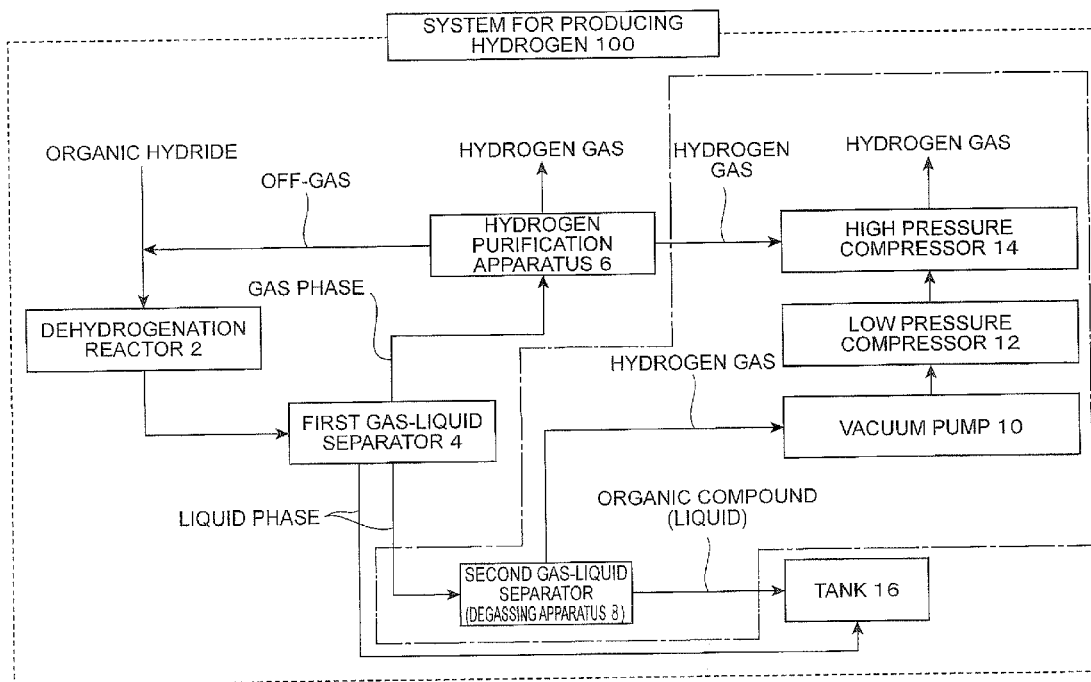 SYSTEM FOR PRODUCING
HYDROGEN 100
ORGANIC HYDRIDE
OFF-GAS
HYDROGEN GAS
HYDROGEN
GAS
HYDROGEN GAS
HYDROGEN
PURIFICATION
APPARATUS 6
HIGH PRESSURE
COMPRESSOR 14
GAS PHASE
DEHYDROGENATION
REACTOR 2
LOW PRESSURE
COMPRESSOR 12
HYDROGEN GAS
FIRST GAS-LIQUID
SEPARATOR 4
VACUUM PUMP 10
LIQUID PHASE
ORGANIC COMPOUND
(LIQUID)
SECOND GAS-LIQUID
SEPARATOR
(DEGASSING APPARATUS 8)
TANK 16